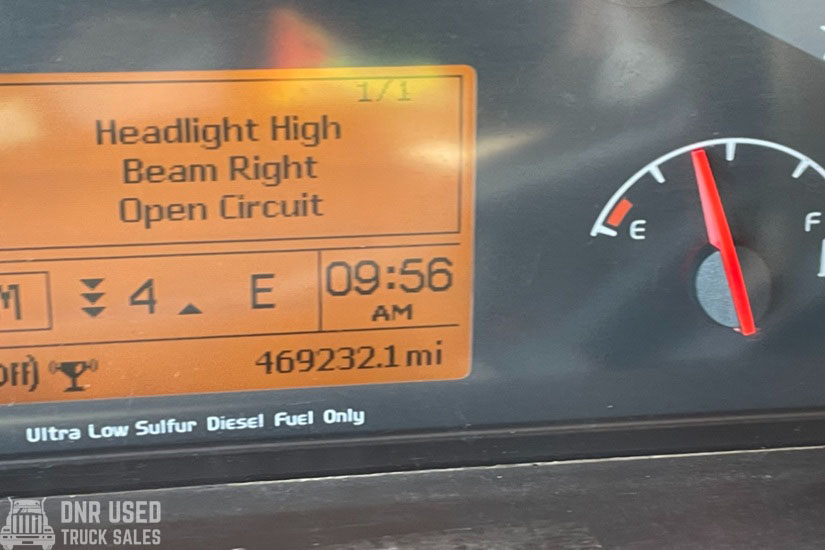 1/1
Headlight High
Beam Right
Open Circuit
4 E 09:56
AM
469232.1 mi
E
F
Ultra Low Sulfur Diesel Fuel Only
DNR USED
TRUCK SALES